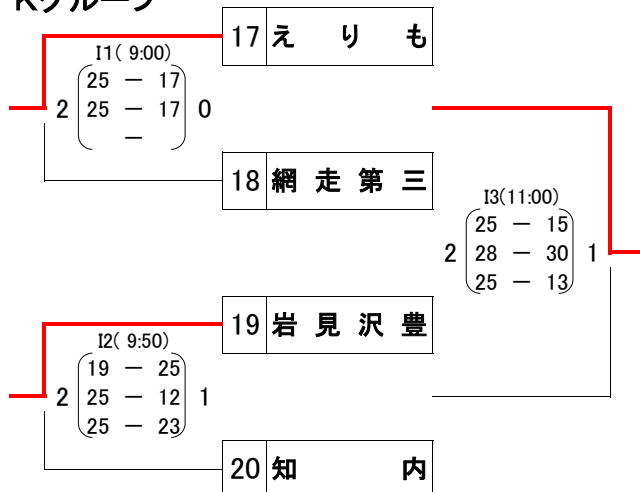 Kグループ
17 え り も
I1( 9:00)
25 － 17
2 25 － 17 0
－
18 網 走 第 三
I3(11:00)
25 － 15
2 28 － 30 1
25 － 13
19 岩 見 沢 豊
I2( 9:50)
19 － 25
2 25 － 12 1
25 － 23
20 知 内